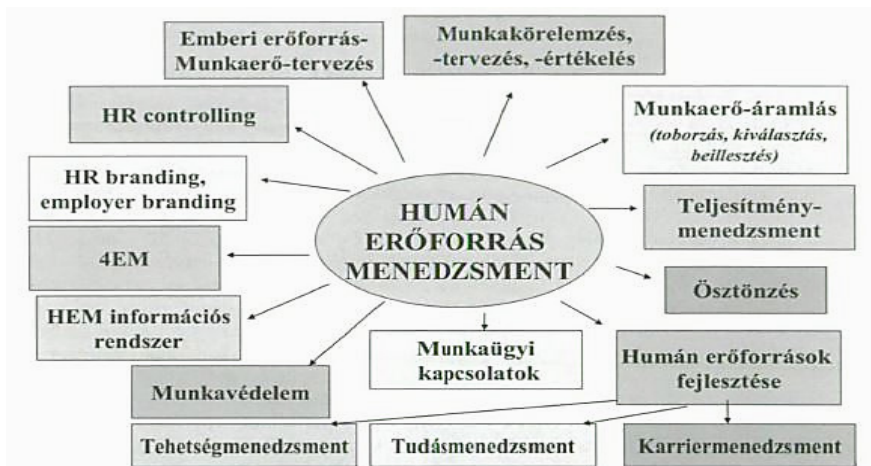 Emberi erőforrás-
Munkaerő-tervezés
Munkakörelemzés,
-tervezés, -értékelés
HR controlling
Munkaerő-áramlás
(toborzás, kiválasztás,
beillesztés)
HR branding,
employer branding
HUMÁN
ERŐFORRÁS
MENEDZSMENT
Teljesítmény-
menedzsment
4EM
Ösztönzés
HEM információs
rendszer
Munkaügyi
kapcsolatok
Humán erőforrások
fejlesztése
Munkavédelem
Tehetségmenedzsment
Tudásmenedzsment
Karriermenedzsment